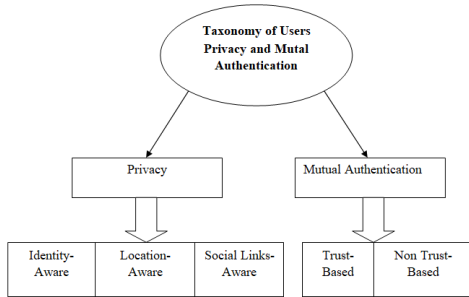 Taxonomy of Users
Privacy and Mutal
Authentication
Privacy
Mutual Authentication
Identity-
Aware
Location-
Aware
Social Links-
Aware
Trust-
Based
Non Trust-
Based